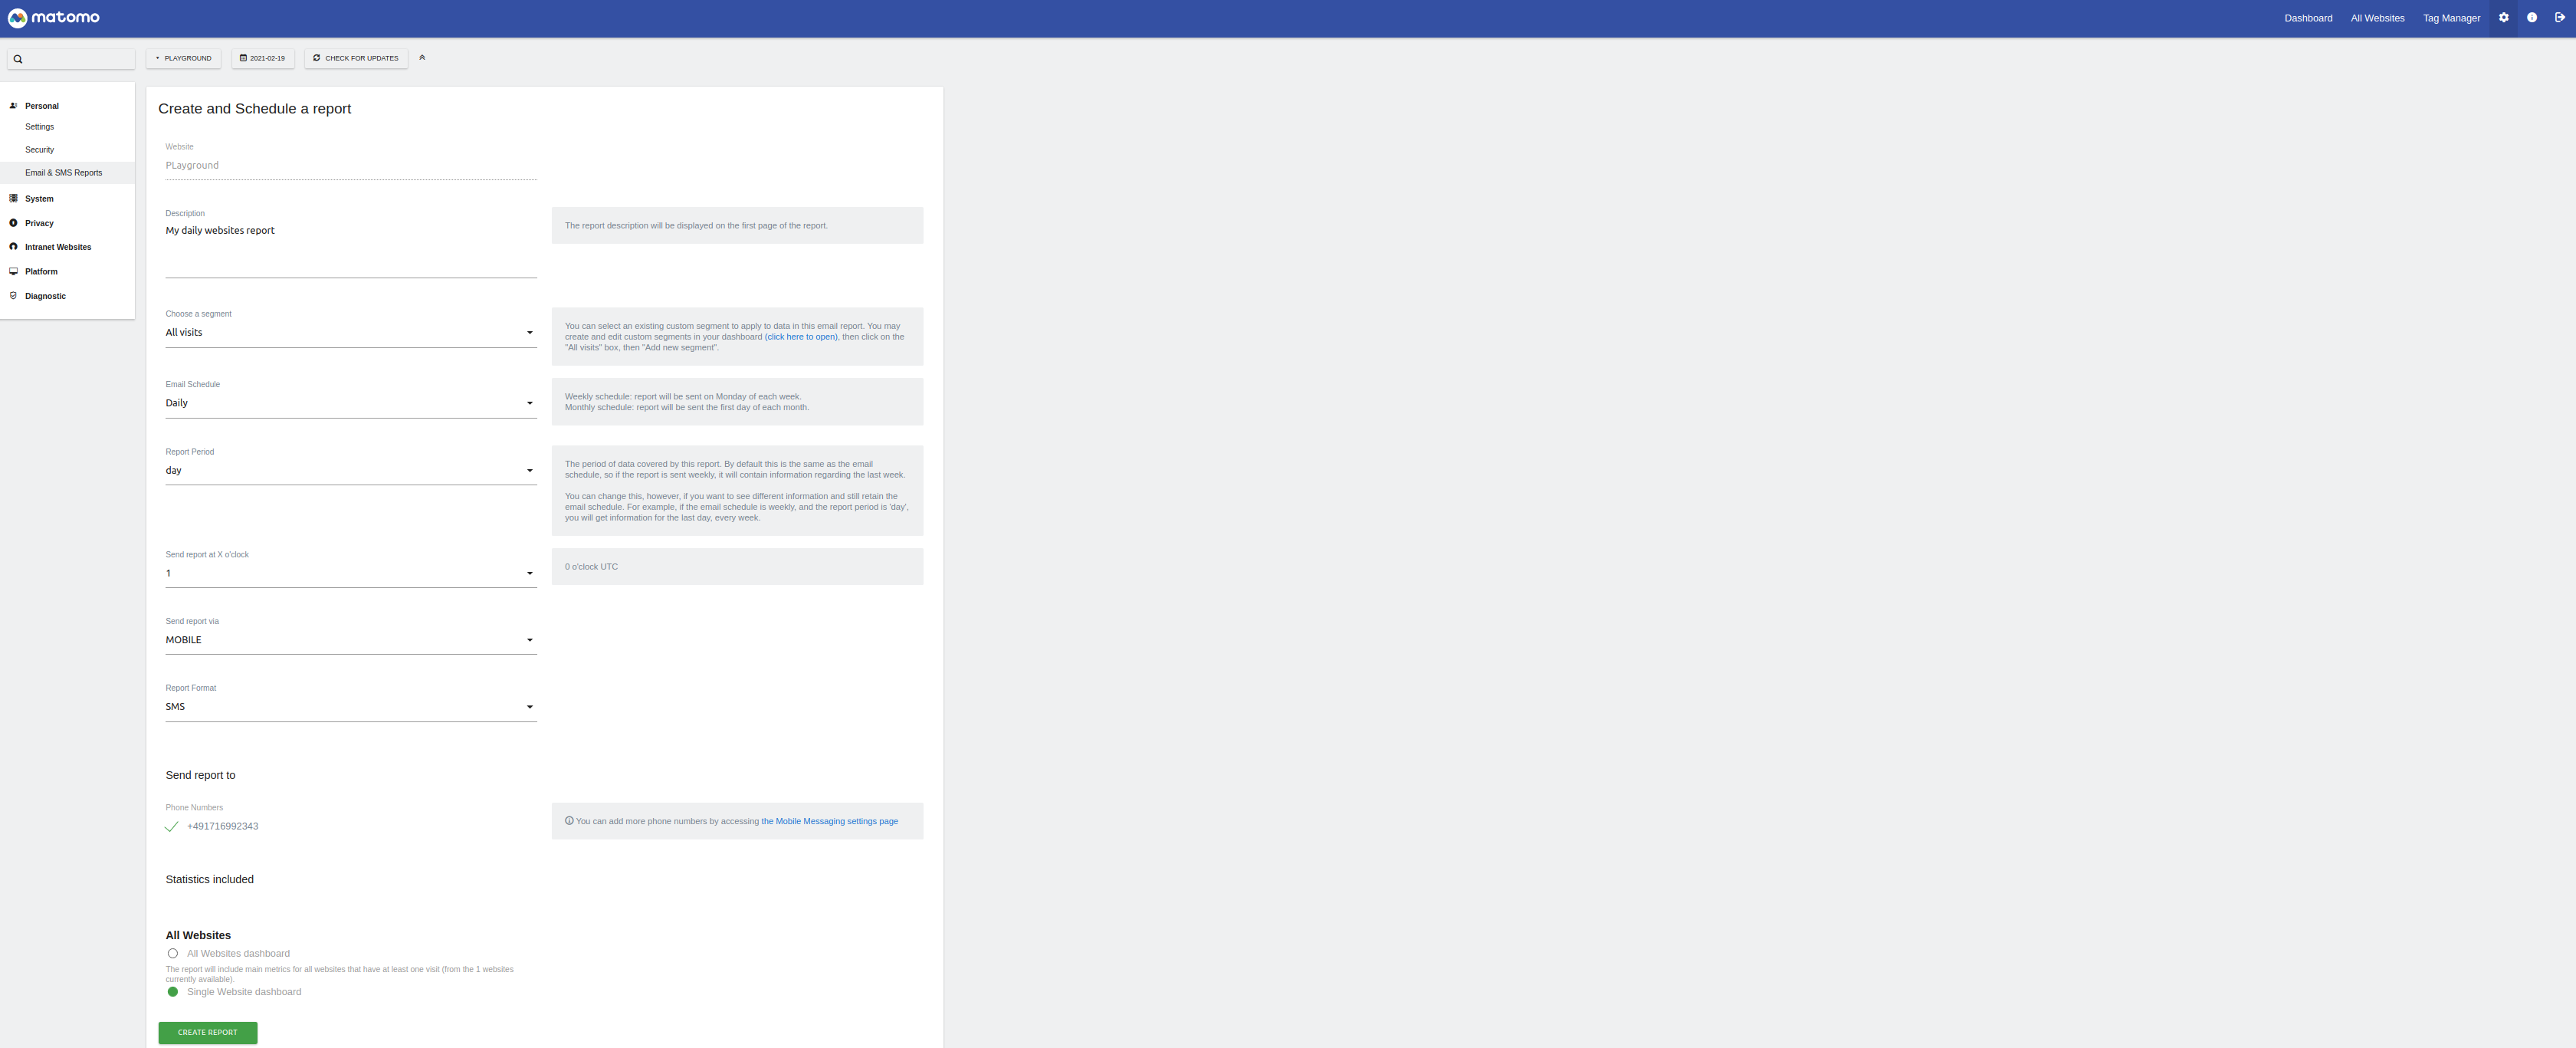 matomo
Dashboard
All Websites
Tag Manager
PLAYGROUND
2021-02-19
CHECK FOR UPDATES
Personal
Settings
Security
Email & SMS Reports
System
Privacy
Intranet Websites
Platform
Diagnostic
Create and Schedule a report
Website
PLayground
Description
My daily websites report
The report description will be displayed on the first page of the report.
Choose a segment
All visits
You can select an existing custom segment to apply to data in this email report. You may
create and edit custom segments in your dashboard (click here to open), then click on the
"All visits" box, then "Add new segment".
Email Schedule
Daily
Weekly schedule: report will be sent on Monday of each week.
Monthly schedule: report will be sent the first day of each month.
Report Period
day
The period of data covered by this report. By default this is the same as the email
schedule, so if the report is sent weekly, it will contain information regarding the last week.
You can change this, however, if you want to see different information and still retain the
email schedule. For example, if the email schedule is weekly, and the report period is 'day',
you will get information for the last day, every week.
Send report at X o'clock
1
0 o'clock UTC
Send report via
MOBILE
Report Format
SMS
Send report to
Phone Numbers
+491716992343
You can add more phone numbers by accessing the Mobile Messaging settings page
Statistics included
All Websites
All Websites dashboard
The report will include main metrics for all websites that have at least one visit (from the 1 websites
currently available).
Single Website dashboard
CREATE REPORT